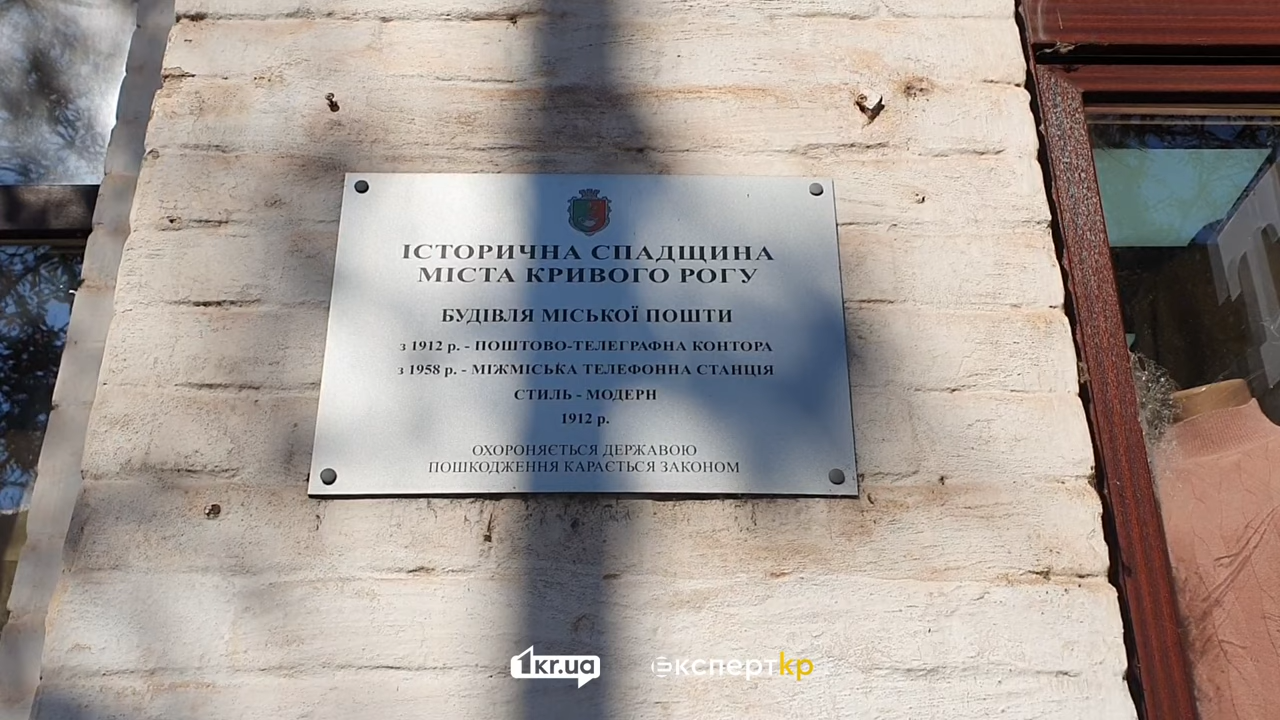 ІСТОРИЧНА СПАДЩИНА
МІСТА КРИВОГО РОГУ
БУДІВЛЯ МІСЬКОЇ ПОШТИ
з 1912 р. - ПОШТОВО-ТЕЛЕГРАФНА КОНТОРА
з 1958 р. - МІЖМІСЬКА ТЕЛЕФОННА СТАНЦІЯ
СТИЛЬ - МОДЕРН
1912 р.
ОХОРОНЯЄТЬСЯ ДЕРЖАВОЮ
ПОШКОДЖЕННЯ КАРАЄТЬСЯ ЗАКОНОМ
1kr.ua експертkр